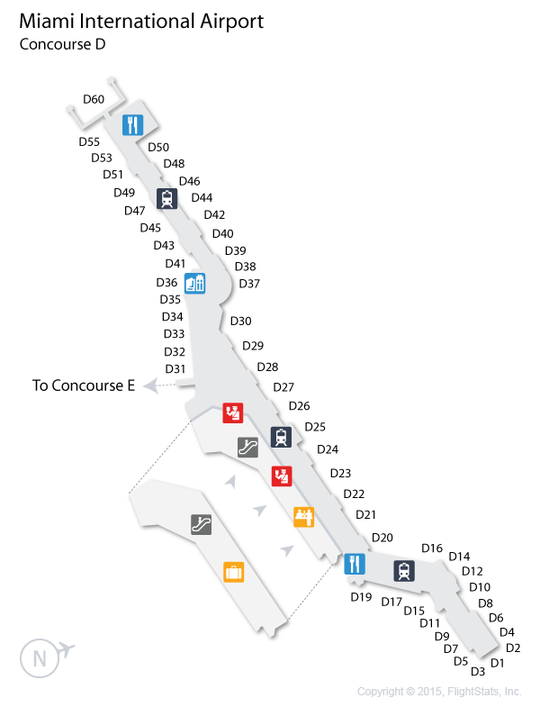 Miami International Airport
Concourse D
D60
D55
D53
D51
D49
D47
D45
D43
D41
D36
D35
D34
D33
D32
D31
D50
D48
D46
D44
D42
D40
D39
D38
D37
D30
D29
D28
D27
D26
D25
D24
D23
D22
D21
D20
To Concourse E
D16
D14
D12
D10
D8
D6
D4
D2
D1
D19
D17
D15
D11
D9
D7
D5
D3
N
Copyright © 2015, FlightStats, Inc.